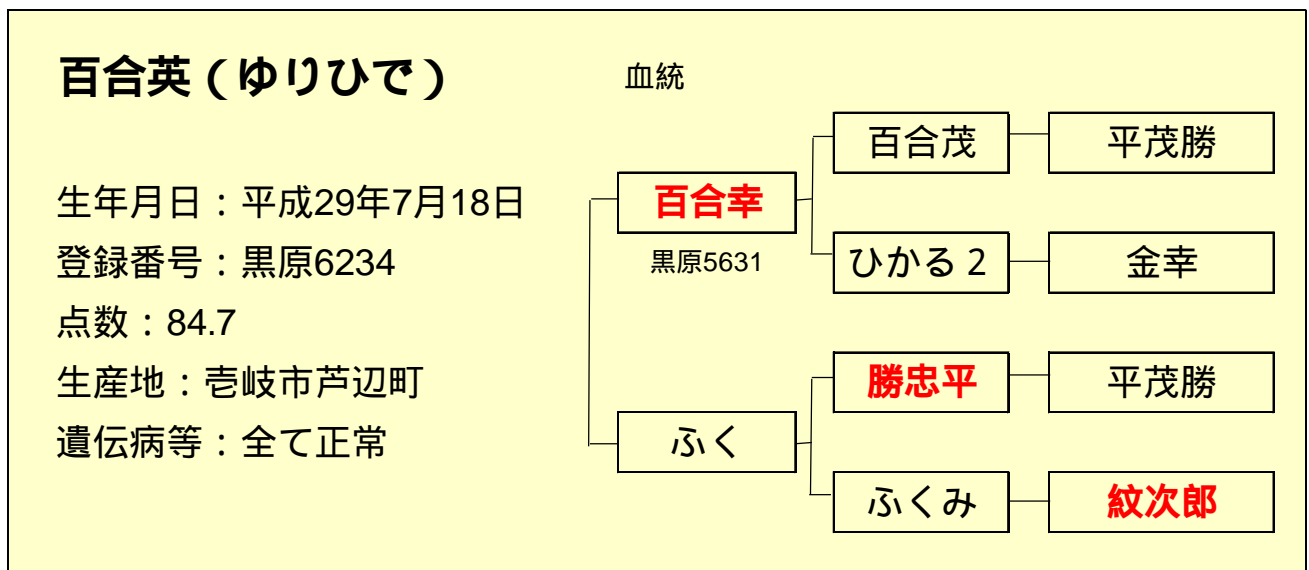 百合英（ゆりひで）
血統
生年月日：平成29年7月18日
登録番号：黒原6234
点数：84.7
生産地：壱岐市芦辺町
遺伝病等：全て正常
百合幸
黒原5631
ふく
百合茂
ひかる２
勝忠平
ふくみ
平茂勝
金幸
平茂勝
紋次郎